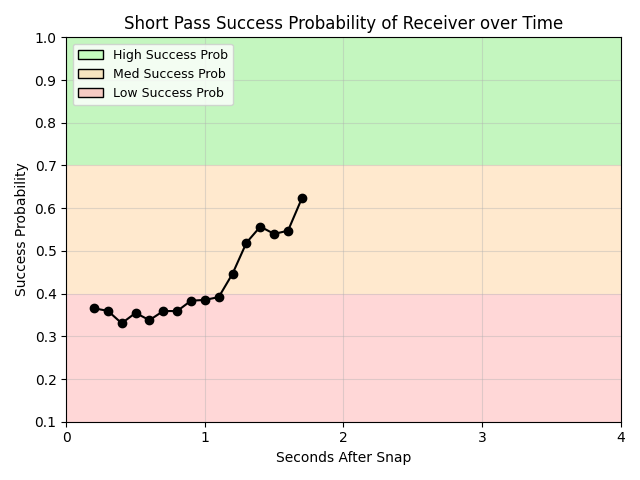 Short Pass Success Probability of Receiver over Time
High Success Prob
Med Success Prob
Low Success Prob
Success Probability
1.0
0.9
0.8
0.7
0.6
0.5
0.4
0.3
0.2
0.1
0 1 2 3 4
Seconds After Snap